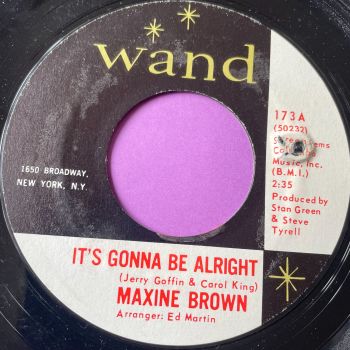 wand
173A
(50232)
Music, Inc.
(B.M.I.)
2:35
Produced by
Stan Green
& Steve
Tyrell
1650 BROADWAY.
NEW YORK, N.Y.
IT'S GONNA BE ALRIGHT
(Jerry Goffin & Carol King)
MAXINE BROWN
Arranger: Ed Martin